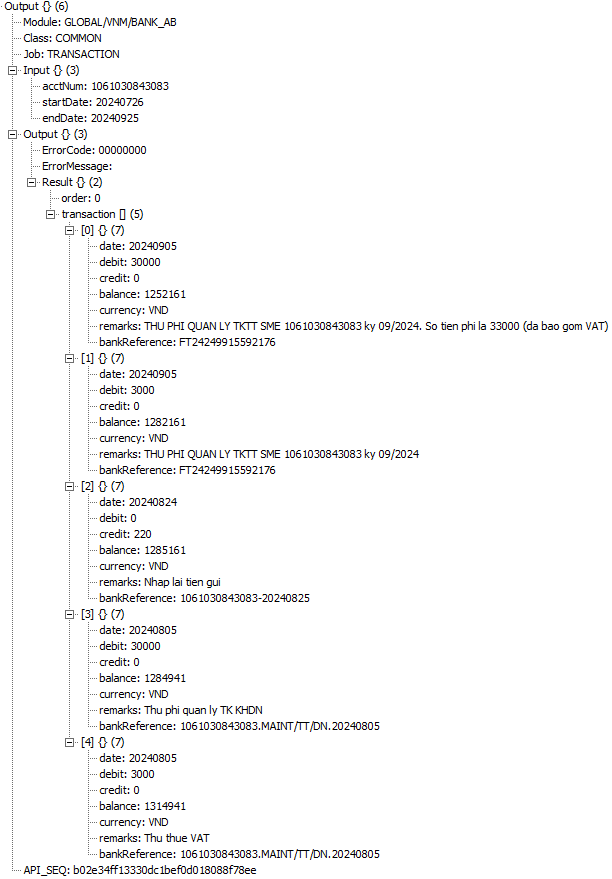 Output {} (6)
Module: GLOBAL/VNM/BANK_AB
Class: COMMON
Job: TRANSACTION
Input {} (3)
acctNum: 1061030843083
startDate: 20240726
endDate: 20240925
Output {} (3)
ErrorCode: 00000000
ErrorMessage:
Result {} (2)
order: 0
transaction [] (5)
[0] {} (7)
date: 20240905
debit: 30000
credit: 0
balance: 1252161
currency: VND
remarks: THU PHI QUAN LY TKTT SME 1061030843083 ky 09/2024. So tien phi la 33000 (da bao gom VAT)
bankReference: FT24249915592176
[1] {} (7)
date: 20240905
debit: 3000
credit: 0
balance: 1282161
currency: VND
remarks: THU PHI QUAN LY TKTT SME 1061030843083 ky 09/2024
bankReference: FT24249915592176
[2] {} (7)
date: 20240824
debit: 0
credit: 220
balance: 1285161
currency: VND
remarks: Nhap lai tien gui
bankReference: 1061030843083-20240825
[3] {} (7)
date: 20240805
debit: 30000
credit: 0
balance: 1284941
currency: VND
remarks: Thu phi quan ly TK KHDN
bankReference: 1061030843083.MAINT/TT/DN.20240805
[4] {} (7)
date: 20240805
debit: 3000
credit: 0
balance: 1314941
currency: VND
remarks: Thu thue VAT
bankReference: 1061030843083.MAINT/TT/DN.20240805
API_SEQ: b02e34ff13330dc1bef0d018088f78ee